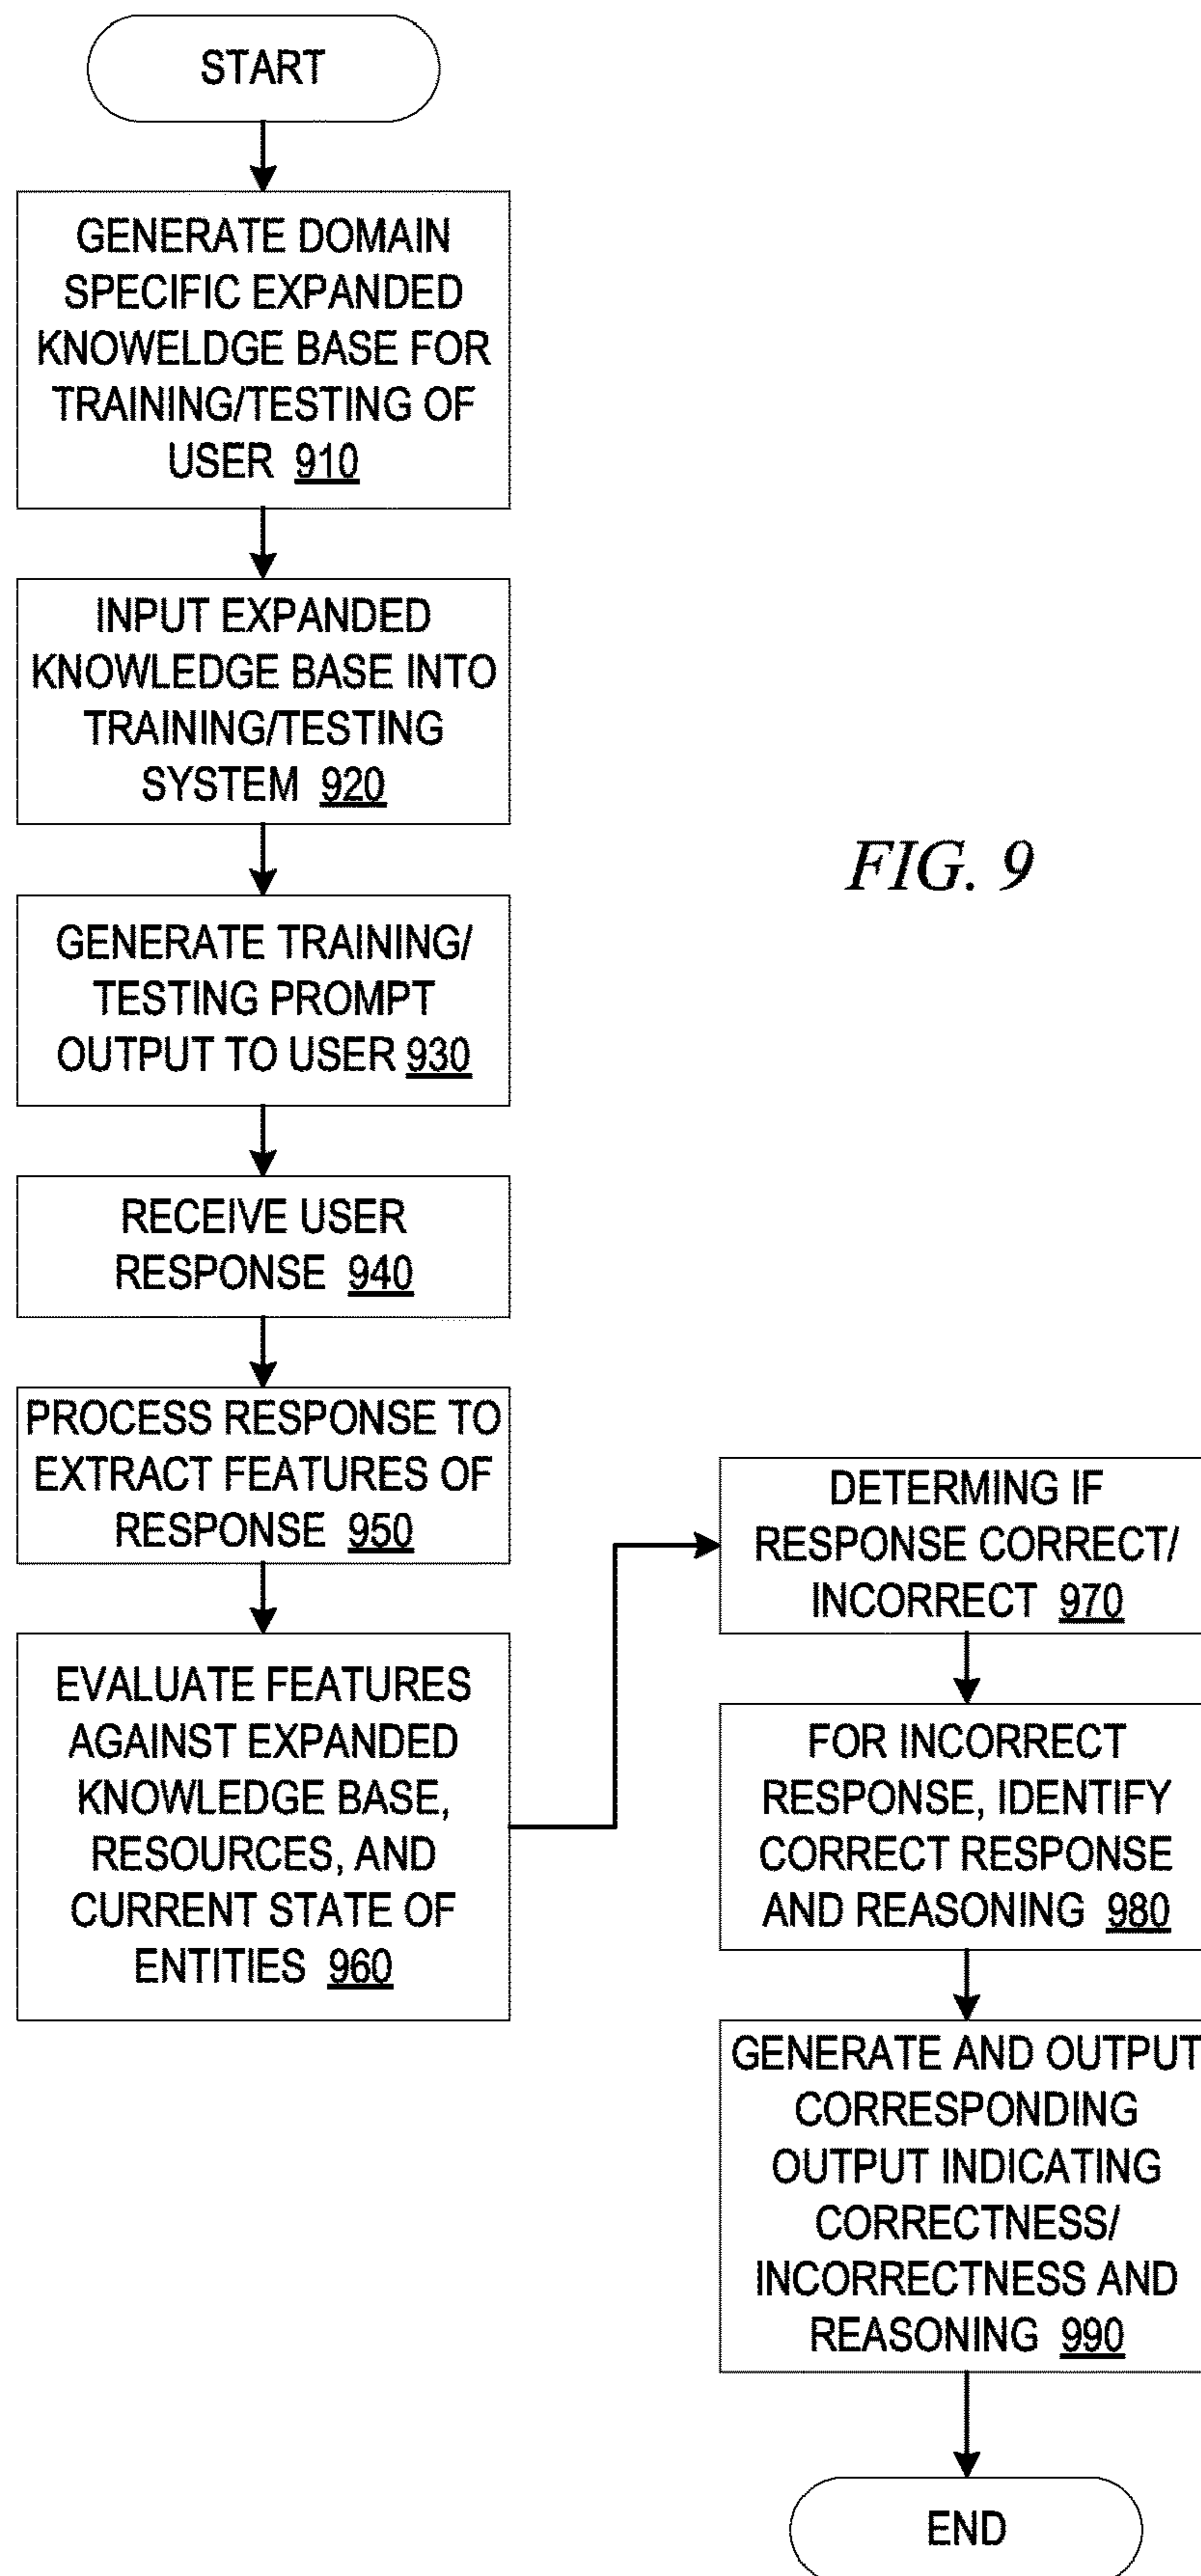 START
GENERATE DOMAIN
SPECIFIC EXPANDED
KNOWELDGE BASE FOR
TRAINING/TESTING OF
USER 910
INPUT EXPANDED
KNOWLEDGE BASE INTO
TRAINING/TESTING
SYSTEM 920
GENERATE TRAINING/
TESTING PROMPT
OUTPUT TO USER 930
RECEIVE USER
RESPONSE 940
PROCESS RESPONSE TO
EXTRACT FEATURES OF
RESPONSE 950
EVALUATE FEATURES
AGAINST EXPANDED
KNOWLEDGE BASE,
RESOURCES, AND
CURRENT STATE OF
ENTITIES 960
DETERMING IF
RESPONSE CORRECT/
INCORRECT 970
FOR INCORRECT
RESPONSE, IDENTIFY
CORRECT RESPONSE
AND REASONING 980
GENERATE AND OUTPUT
CORRESPONDING
OUTPUT INDICATING
CORRECTNESS/
INCORRECTNESS AND
REASONING 990
END
FIG. 9